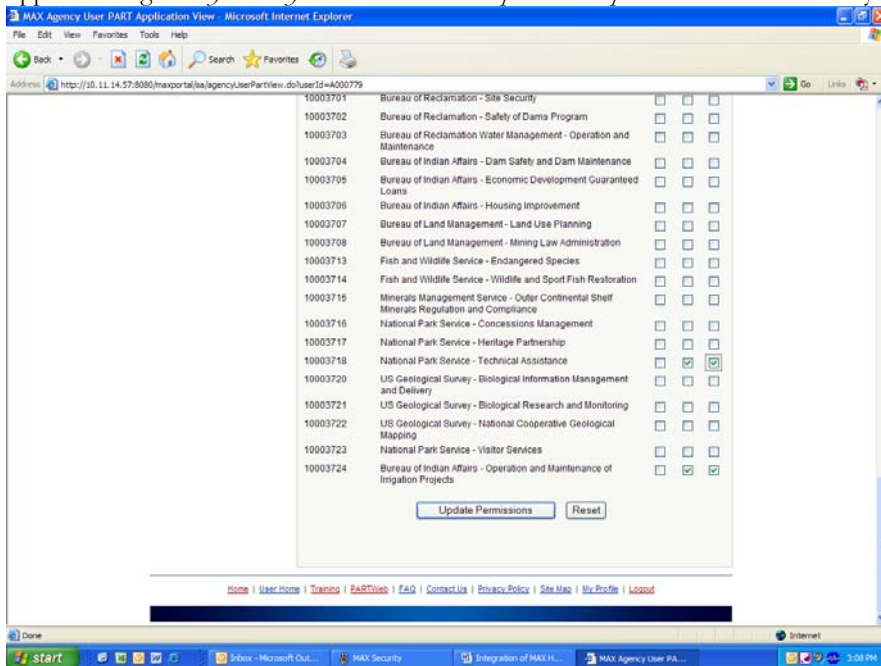 MAX Agency User PART Application View - Microsoft Internet Explorer
File Edit View Favorites Tools Help
Back Search Favorites
Address http://10.11.14.57:8080/maxportal/sa/agencyUserPartView.do?userId=A000779 Go Links
10003701 Bureau of Reclamation - Site Security
10003702 Bureau of Reclamation - Safety of Dams Program
10003703 Bureau of Reclamation Water Management - Operation and
Maintenance
10003704 Bureau of Indian Affairs - Dam Safety and Dam Maintenance
10003705 Bureau of Indian Affairs - Economic Development Guaranteed
Loans
10003706 Bureau of Indian Affairs - Housing Improvement
10003707 Bureau of Land Management - Land Use Planning
10003708 Bureau of Land Management - Mining Law Administration
10003713 Fish and Wildlife Service - Endangered Species
10003714 Fish and Wildlife Service - Wildlife and Sport Fish Restoration
10003715 Minerals Management Service - Outer Continental Shelf
Minerals Regulation and Compliance
10003716 National Park Service - Concessions Management
10003717 National Park Service - Heritage Partnership
10003718 National Park Service - Technical Assistance
10003720 US Geological Survey - Biological Information Management
and Delivery
10003721 US Geological Survey - Biological Research and Monitoring
10003722 US Geological Survey - National Cooperative Geological
Mapping
10003723 National Park Service - Visitor Services
10003724 Bureau of Indian Affairs - Operation and Maintenance of
Irrigation Projects
Update Permissions Reset
Home | User Home | Training | PARTWeb | FAQ | Contact Us | Privacy Policy | Site Map | My Profile | Logout
Done Internet
start Inbox - Microsoft Out... MAX Security Integration of MAX H... MAX Agency User PA... 3:08 PM